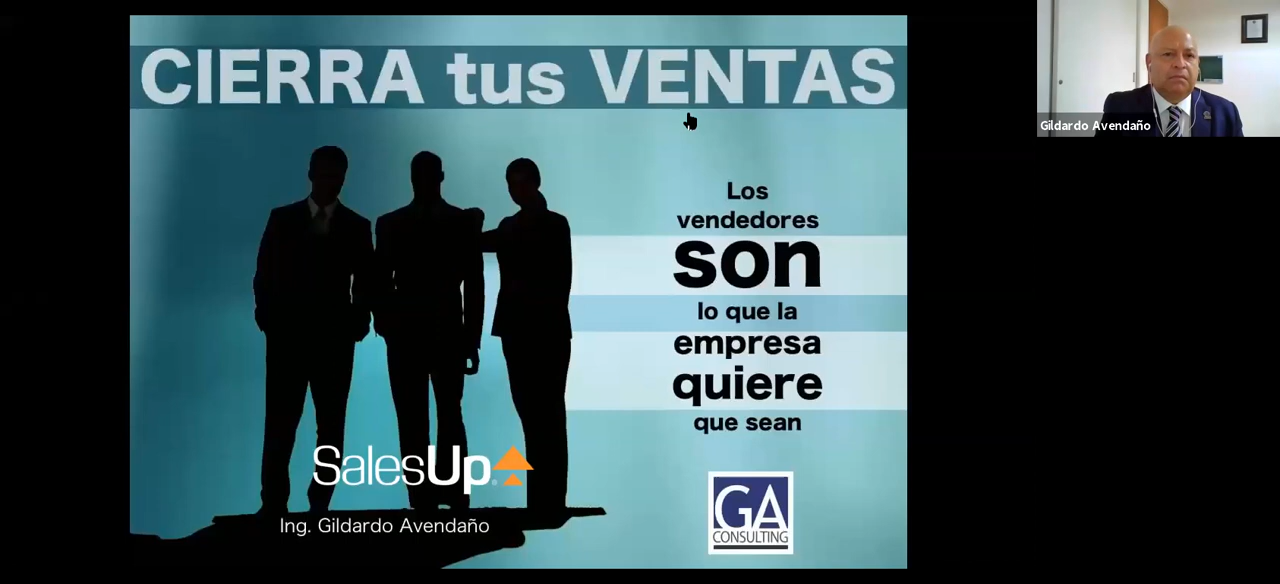 CIERRA tus VENTAS
Gildardo Avendaño
Los
vendedores
son
lo que la
empresa
quiere
que sean
SalesUp®
Ing. Gildardo Avendaño
GA
CONSULTING